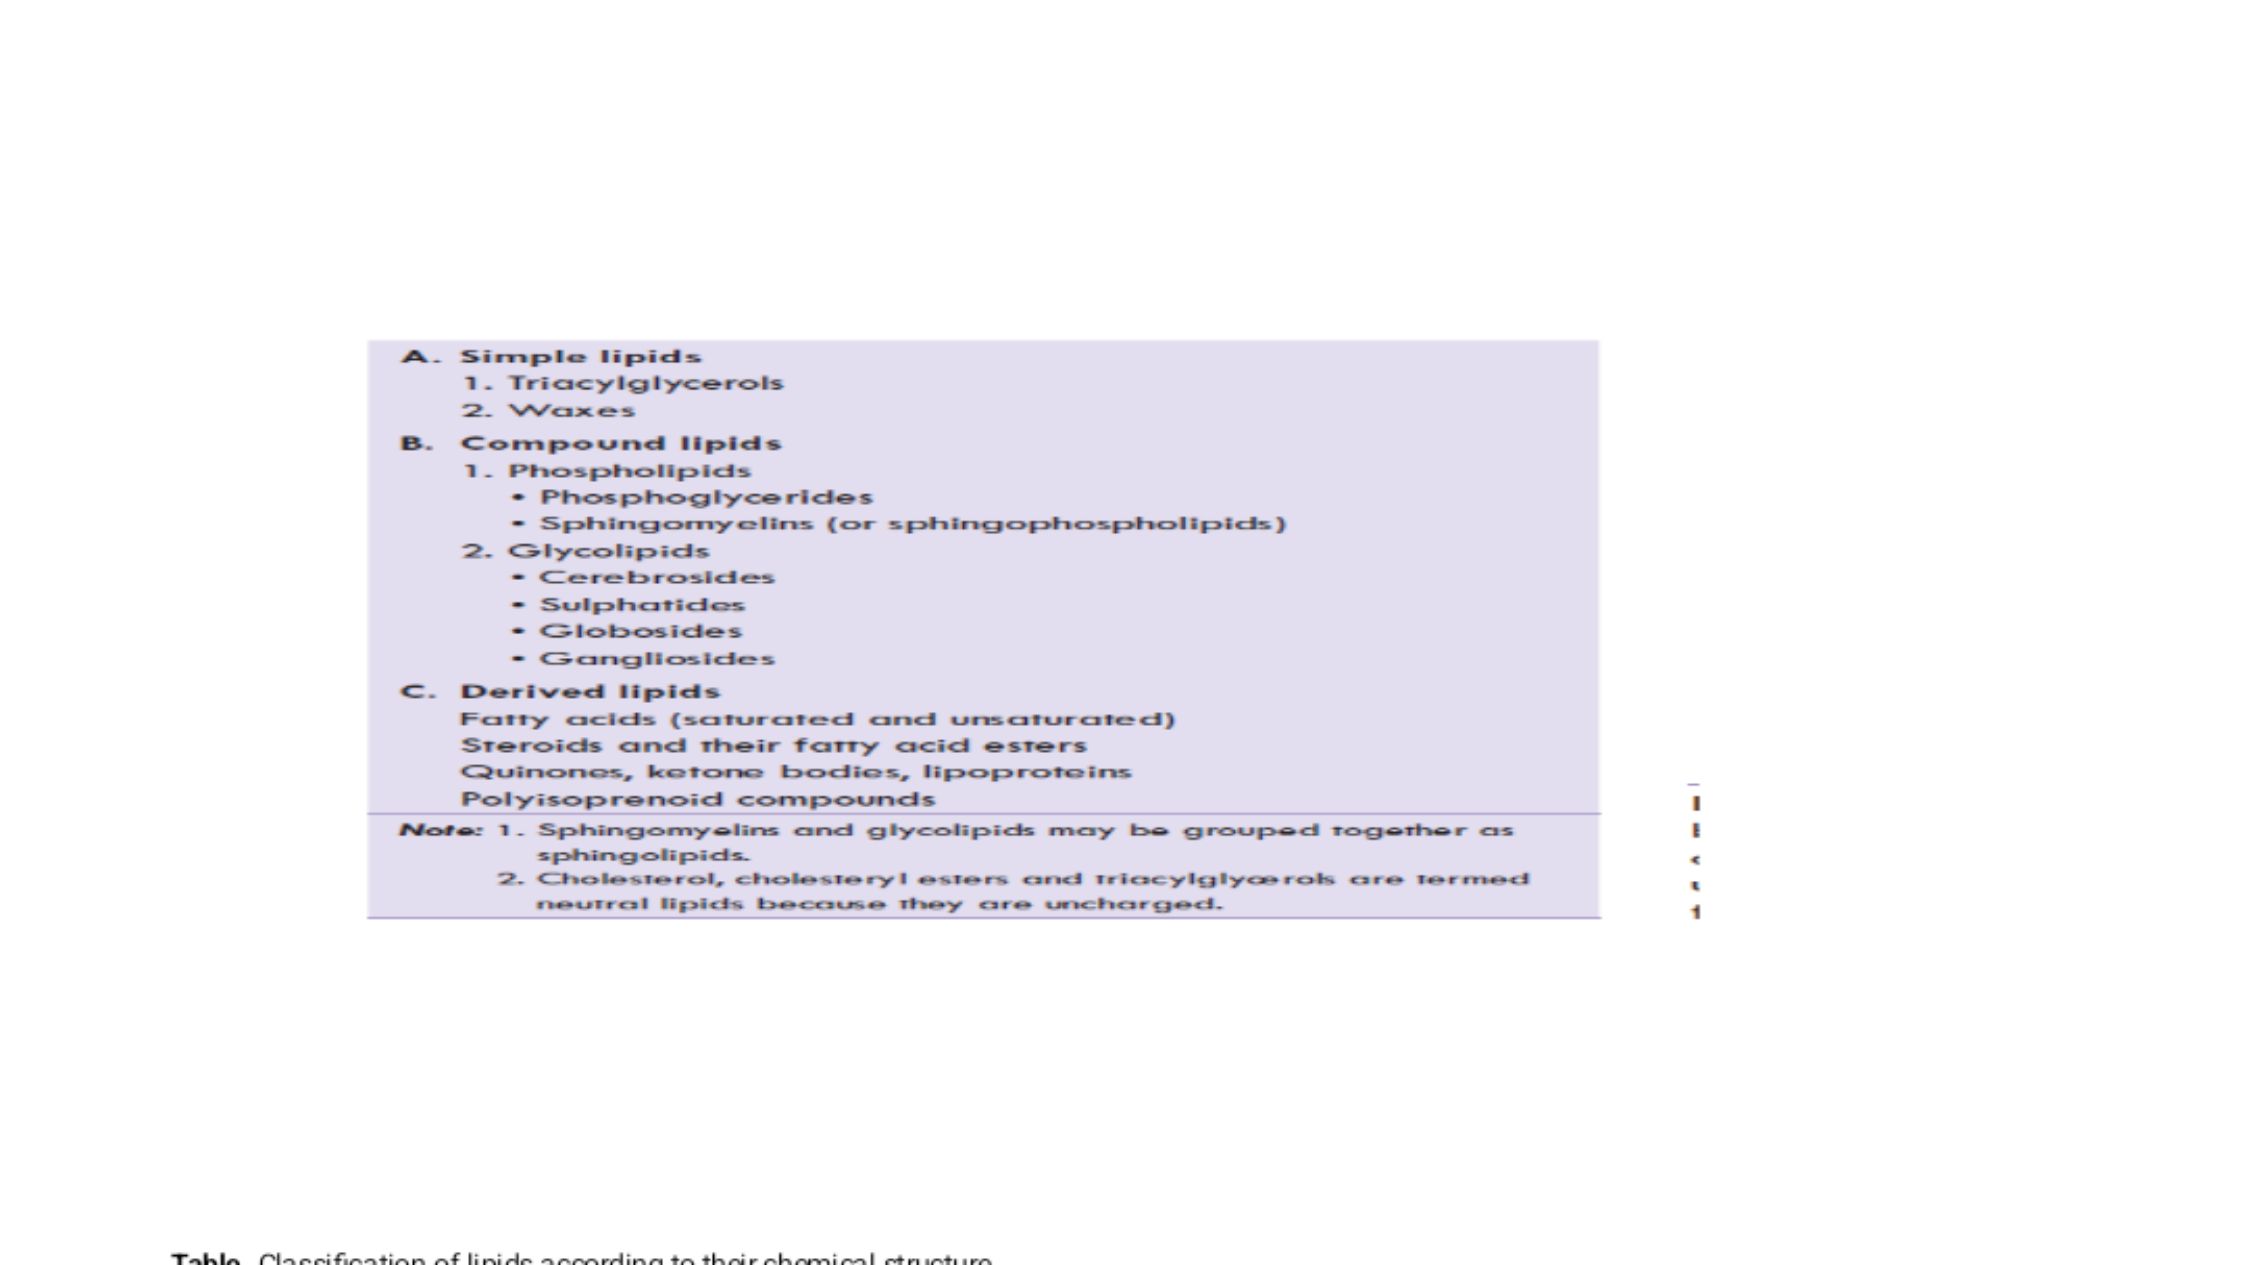 A. Simple lipids
1. Triacylglycerols
2. Waxes
B. Compound lipids
1. Phospholipids
• Phosphoglycerides
• Sphingomyelins (or sphingophospholipids)
2. Glycolipids
• Cerebrosides
• Sulphatides
• Globosides
• Gangliosides
C. Derived lipids
Fatty acids (saturated and unsaturated)
Steroids and their fatty acid esters
Quinones, ketone bodies, lipoproteins
Polyisoprenoid compounds
Note: 1. Sphingomyelins and glycolipids may be grouped together as
sphingolipids.
2. Cholesterol, cholesteryl esters and triacylglycerols are termed
neutral lipids because they are uncharged.
Table Classification of lipids according to their chemical structure